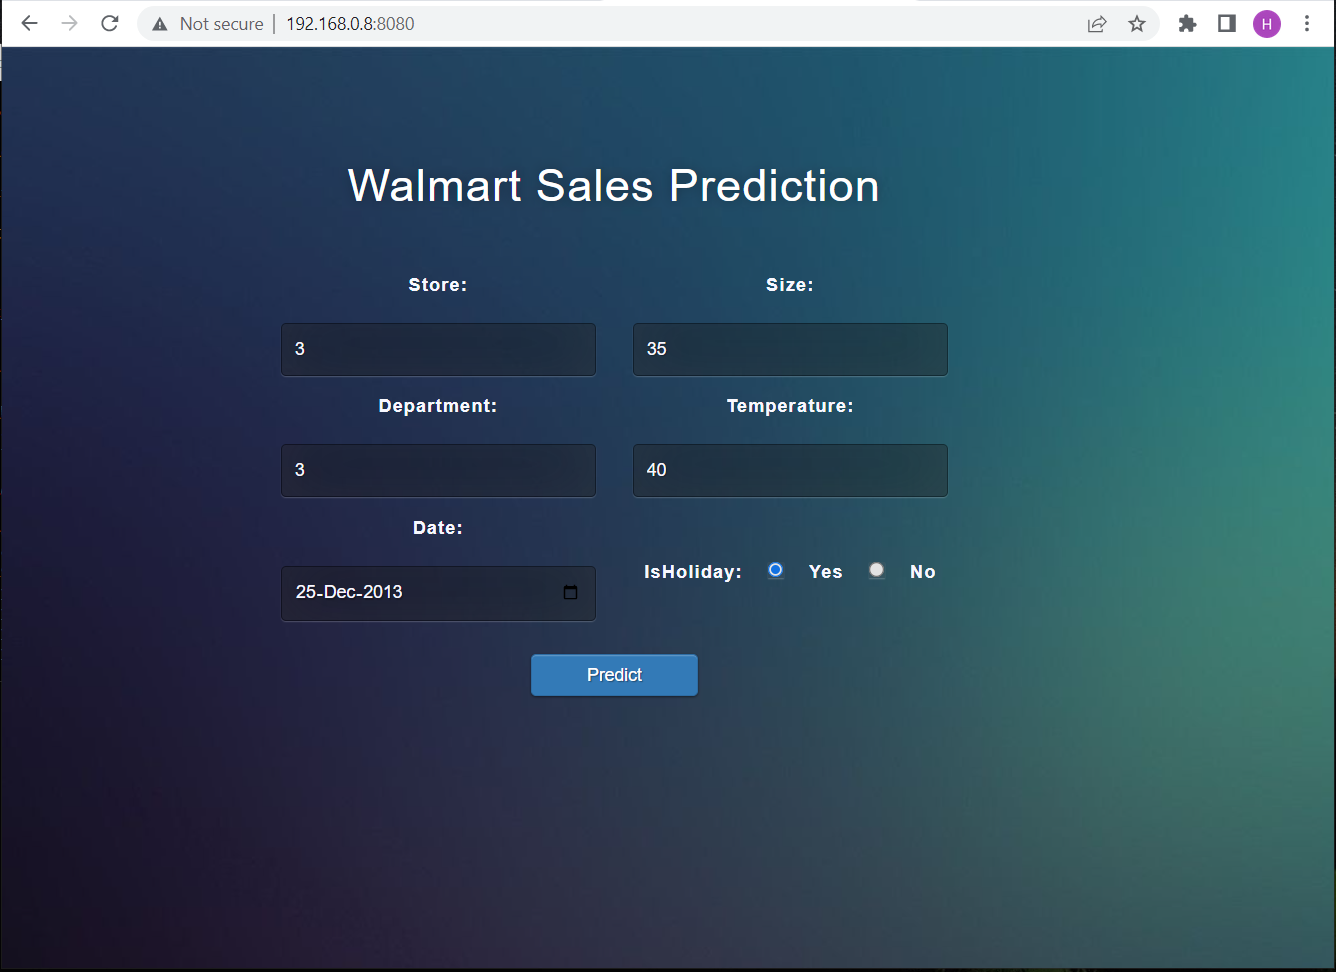 Not secure | 192.168.0.8:8080
H
Walmart Sales Prediction
Store:
Size:
3
35
Department:
Temperature:
3
40
Date:
25-Dec-2013
IsHoliday: Yes No
Predict